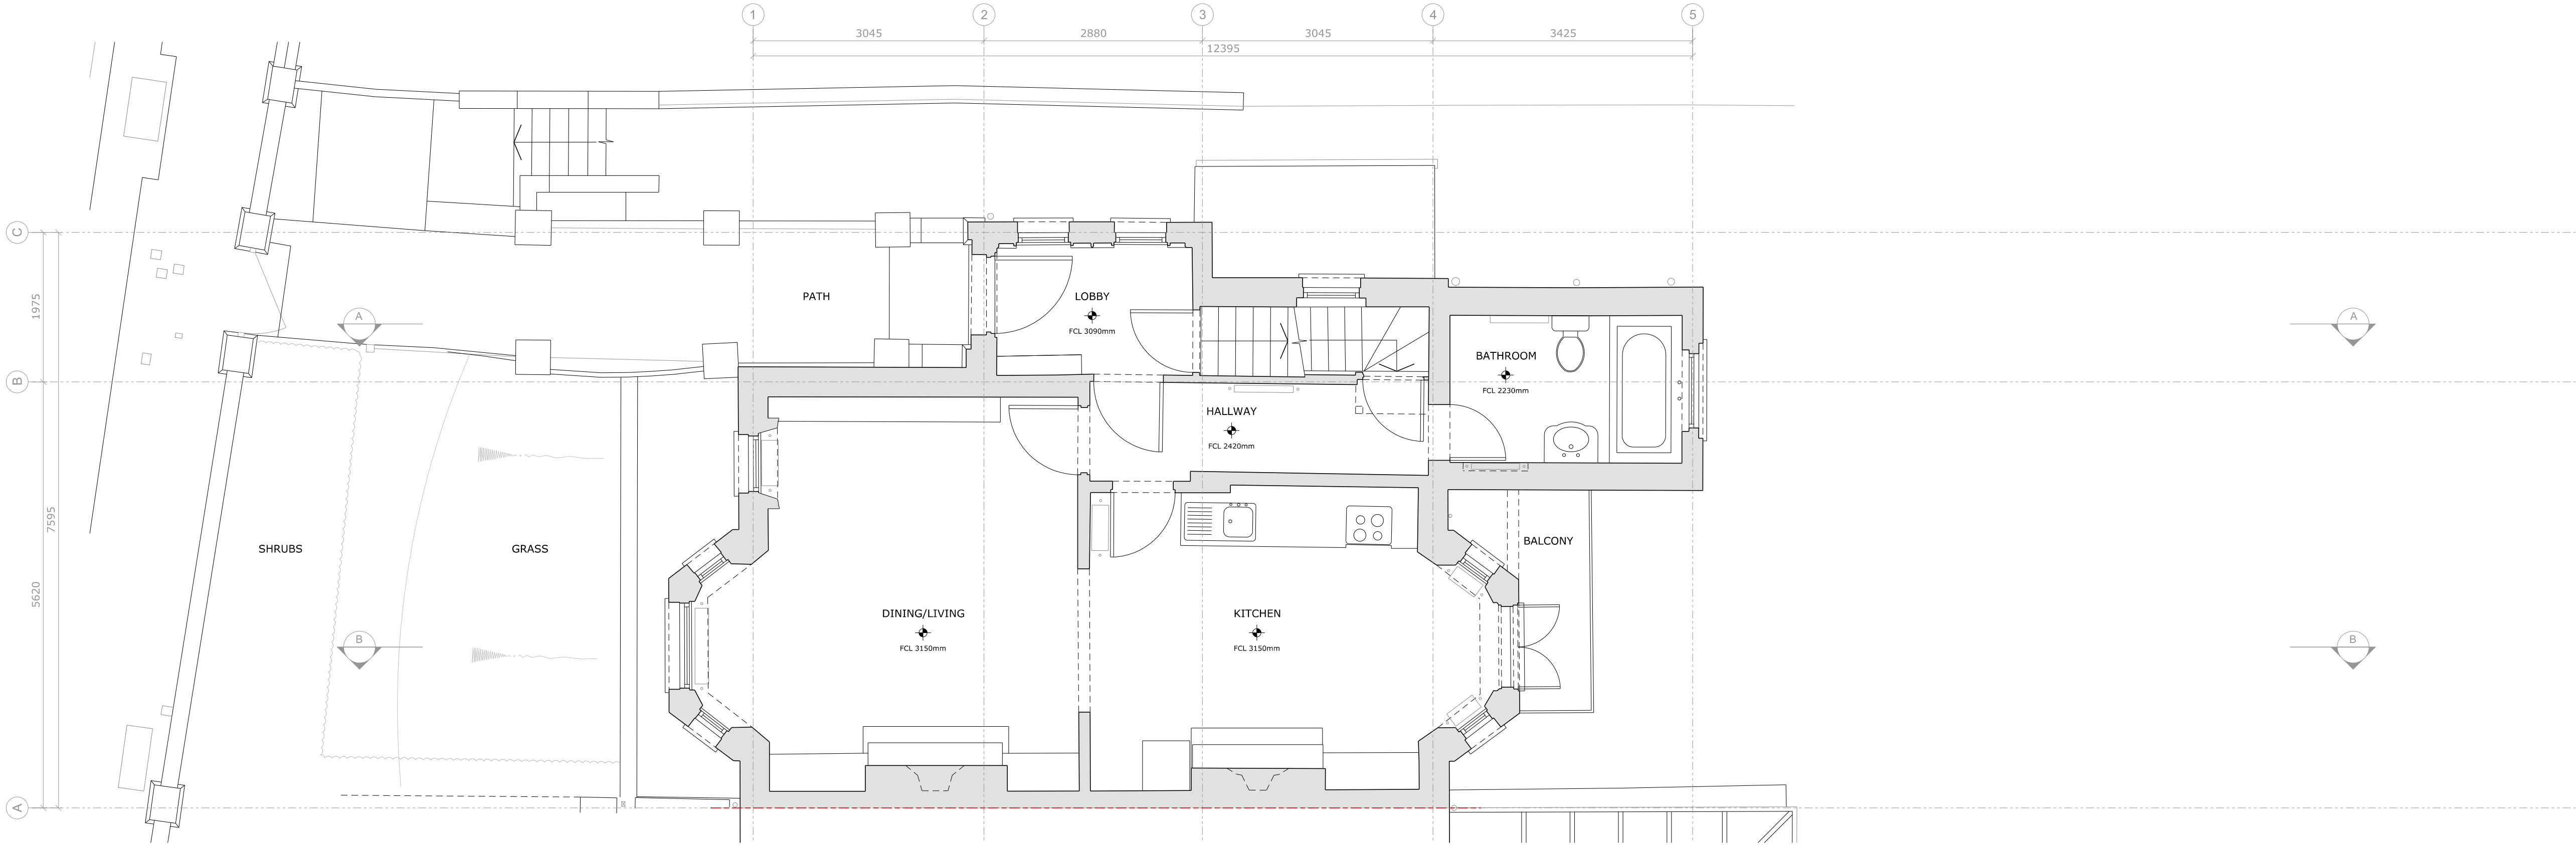 1
2
3
4
5
3045
2880
3045
3425
12395
C
1975
PATH
LOBBY
FCL 3090mm
A
A
BATHROOM
FCL 2230mm
B
HALLWAY
FCL 2420mm
7595
SHRUBS
GRASS
BALCONY
5620
DINING/LIVING
FCL 3150mm
KITCHEN
FCL 3150mm
B
B
A